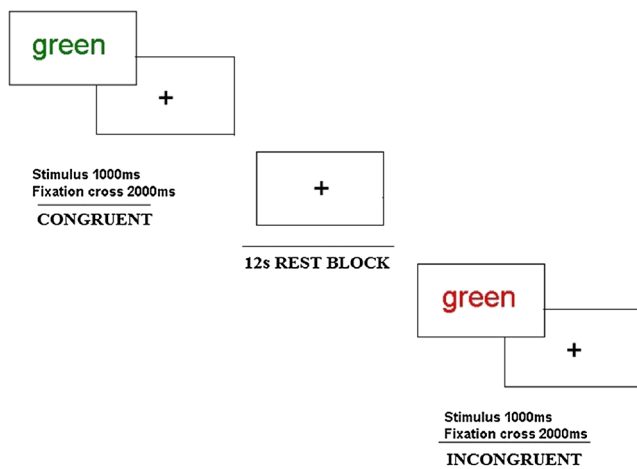 green
+
Stimulus 1000ms
Fixation cross 2000ms
CONGRUENT
+
12s REST BLOCK
green
+
Stimulus 1000ms
Fixation cross 2000ms
INCONGRUENT